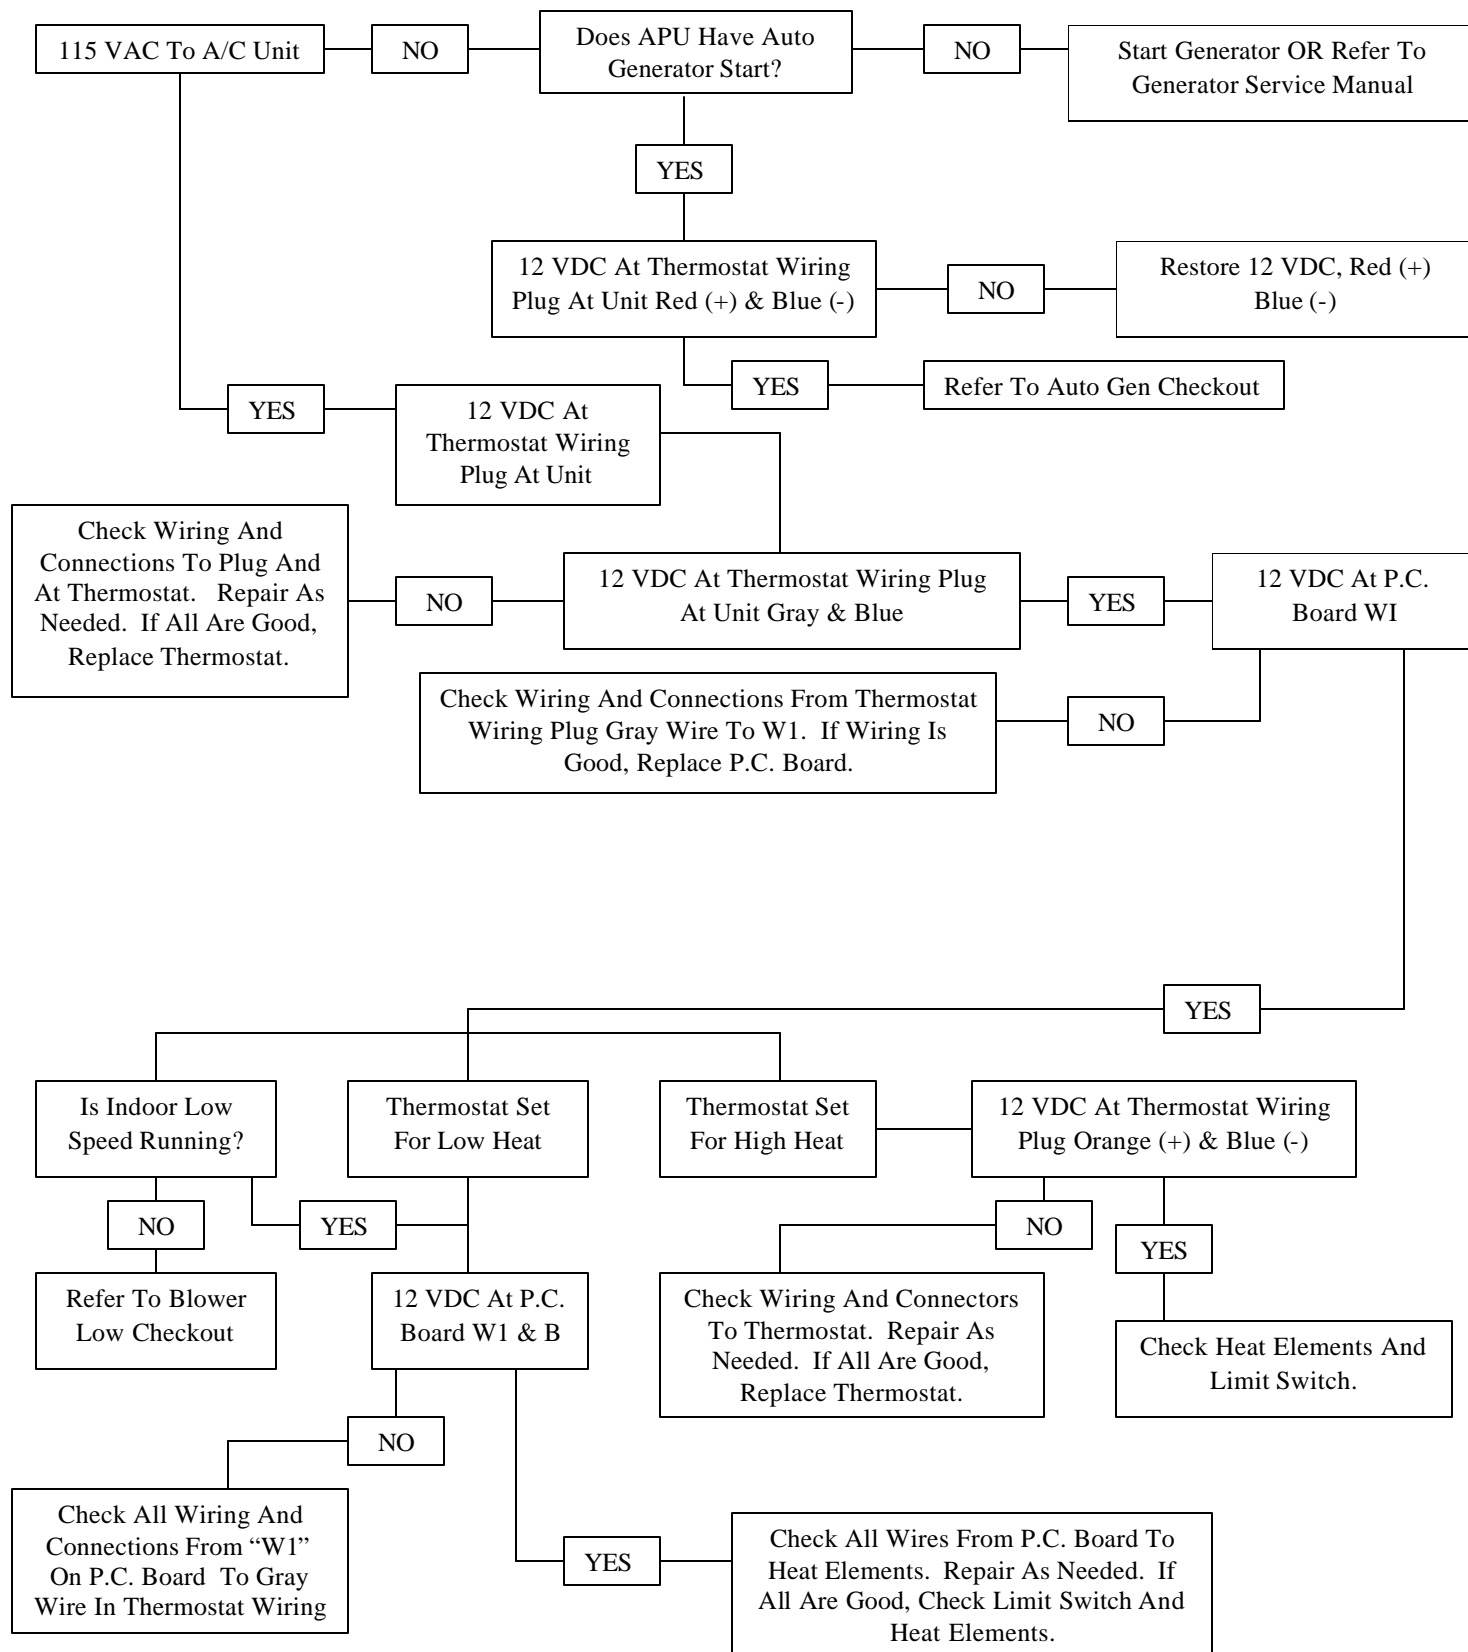 115 VAC To A/C Unit
NO
Does APU Have Auto
Generator Start?
NO
Start Generator OR Refer To
Generator Service Manual
YES
12 VDC At Thermostat Wiring
Plug At Unit Red (+) & Blue (-)
NO
Restore 12 VDC, Red (+)
Blue (-)
YES
Refer To Auto Gen Checkout
YES
12 VDC At
Thermostat Wiring
Plug At Unit
Check Wiring And
Connections To Plug And
At Thermostat. Repair As
Needed. If All Are Good,
Replace Thermostat.
NO
12 VDC At Thermostat Wiring Plug
At Unit Gray & Blue
YES
12 VDC At P.C.
Board WI
Check Wiring And Connections From Thermostat
Wiring Plug Gray Wire To W1. If Wiring Is
Good, Replace P.C. Board.
NO
YES
Is Indoor Low
Speed Running?
Thermostat Set
For Low Heat
Thermostat Set
For High Heat
12 VDC At Thermostat Wiring
Plug Orange (+) & Blue (-)
NO
YES
NO
YES
Refer To Blower
Low Checkout
12 VDC At P.C.
Board W1 & B
Check Wiring And Connectors
To Thermostat. Repair As
Needed. If All Are Good,
Replace Thermostat.
Check Heat Elements And
Limit Switch.
NO
Check All Wiring And
Connections From “W1”
On P.C. Board To Gray
Wire In Thermostat Wiring
YES
Check All Wires From P.C. Board To
Heat Elements. Repair As Needed. If
All Are Good, Check Limit Switch And
Heat Elements.